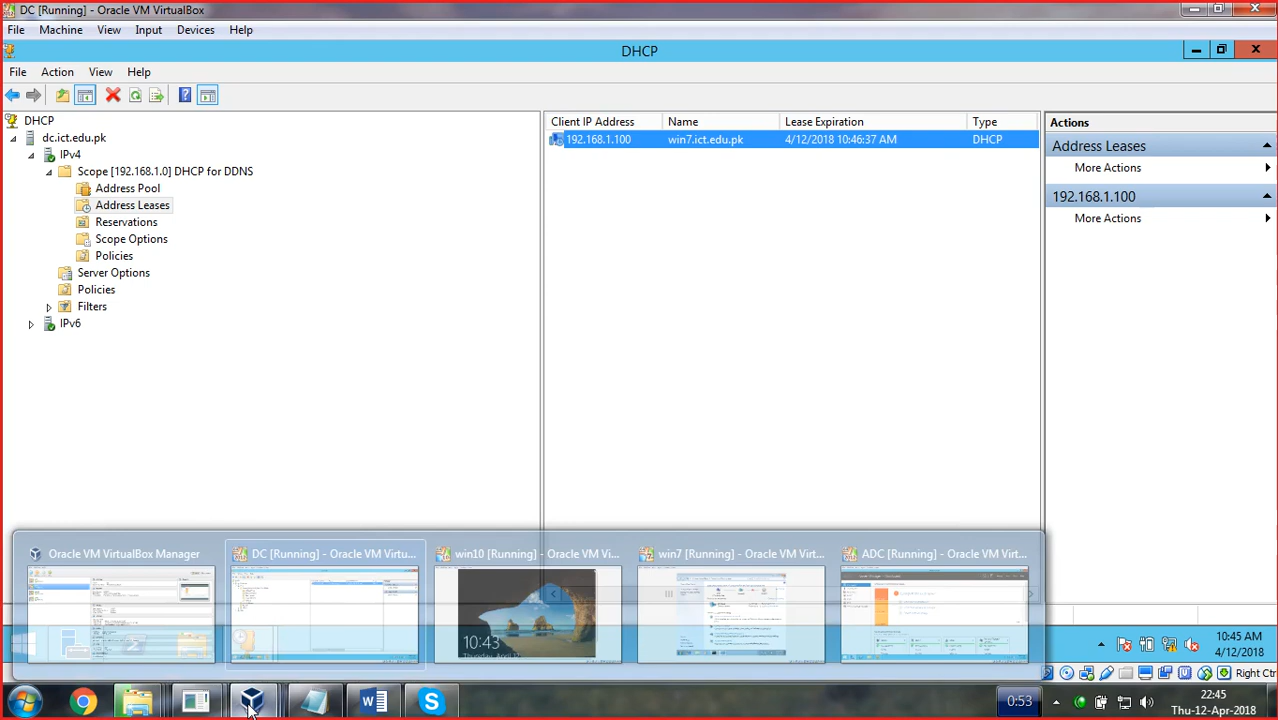 DC [Running] - Oracle VM VirtualBox
File Machine View Input Devices Help
DHCP
File Action View Help
DHCP
dc.ict.edu.pk
IPv4
Scope [192.168.1.0] DHCP for DDNS
Address Pool
Address Leases
Reservations
Scope Options
Policies
Server Options
Policies
Filters
IPv6
Client IP Address Name Lease Expiration Type
192.168.1.100 win7.ict.edu.pk 4/12/2018 10:46:37 AM DHCP
Actions
Address Leases
More Actions
192.168.1.100
More Actions
Oracle VM VirtualBox Manager
DC [Running] - Oracle VM Virtu...
win10 [Running] - Oracle VM Vi...
win7 [Running] - Oracle VM Virt...
ADC [Running] - Oracle VM Virt...
10:43
10:45 AM
4/12/2018
Right Ctr
0:53
22:45
Thu-12-Apr-2018